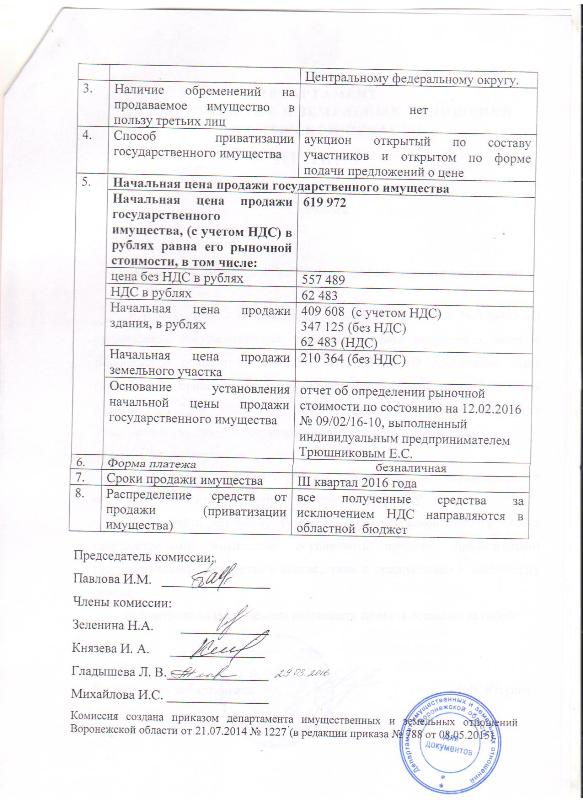 Центральному федеральному округу.
3. Наличие обременений на
продаваемое имущество в
пользу третьих лиц
нет
4. Способ приватизации
государственного имущества
аукцион открытый по составу
участников и открытом по форме
подачи предложений о цене
5. Начальная цена продажи государственного имущества
Начальная цена продажи
государственного
имущества, (с учетом НДС) в
рублях равна его рыночной
стоимости, в том числе:
619 972
цена без НДС в рублях 557 489
НДС в рублях 62 483
Начальная цена продажи
здания, в рублях
409 608 (с учетом НДС)
347 125 (без НДС)
62 483 (НДС)
Начальная цена продажи
земельного участка
210 364 (без НДС)
Основание установления
начальной цены продажи
государственного имущества
отчет об определении рыночной
стоимости по состоянию на 12.02.2016
№ 09/02/16-10, выполненный
индивидуальным предпринимателем
Трюшниковым Е.С.
6. Форма платежа безналичная
7. Сроки продажи имущества III квартал 2016 года
8. Распределение средств от
продажи (приватизации
имущества)
все полученные средства за
исключением НДС направляются в
областной бюджет
Председатель комиссии:
Павлова И.М.
Члены комиссии:
Зеленина Н.А.
Князева И. А.
Гладышева Л. В.
Михайлова И.С.
Комиссия создана приказом департамента имущественных и земельных отношений
Воронежской области от 21.07.2014 № 1227 (в редакции приказа № 788 от 08.05.2015).
Департамент имущественных и земельных отношений
Воронежской области
Для
документов